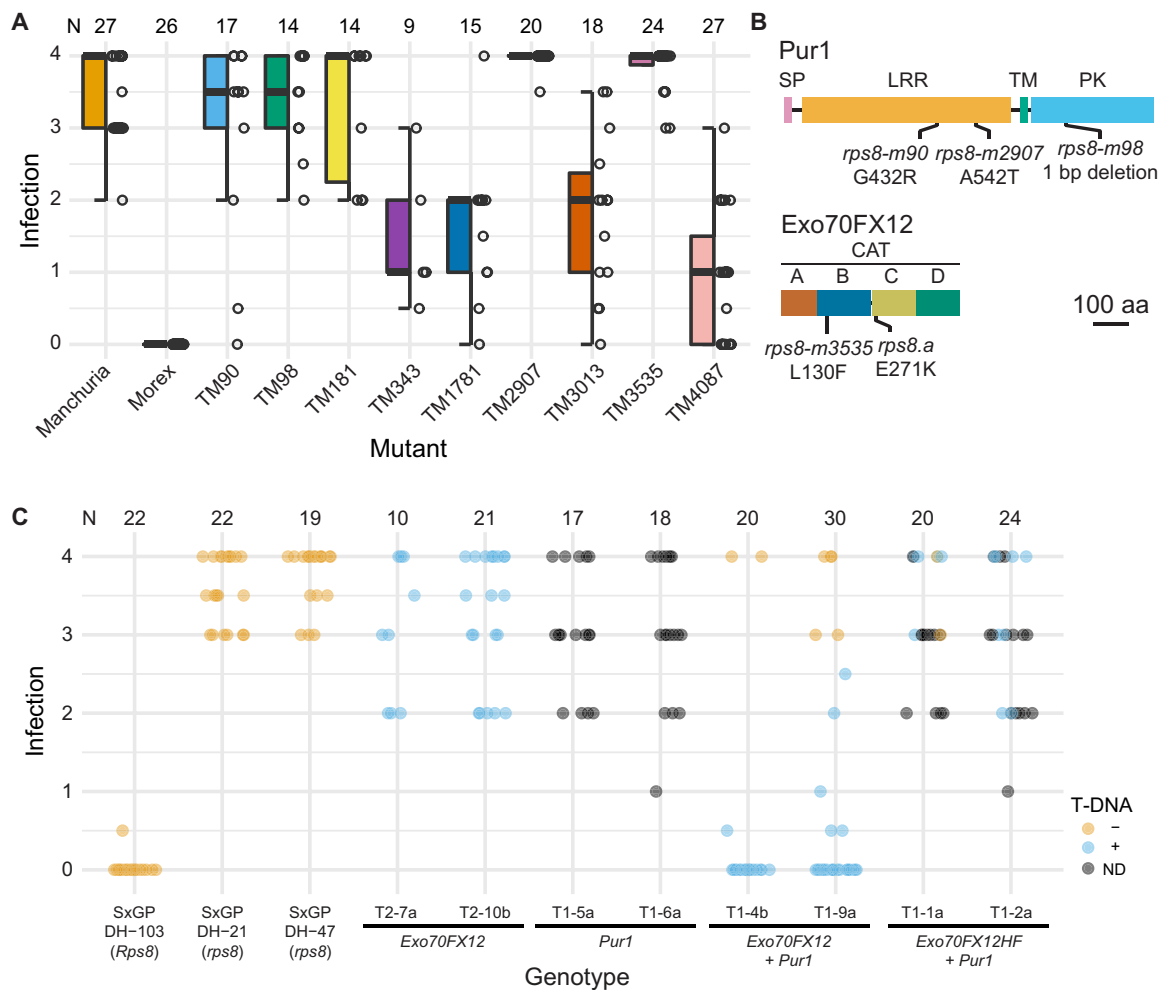 A
N 27 26 17 14 14 9 15 20 18 24 27
4
3
2
1
0
Infection
Manchuria
Morex
TM90
TM98
TM181
TM343
TM1781
TM2907
TM3013
TM3535
TM4087
Mutant
B
Pur1
SP LRR TM PK
rps8-m90 rps8-m2907 rps8-m98
G432R A542T 1 bp deletion
Exo70FX12
CAT
A B C D
rps8-m3535 rps8.a
L130F E271K
100 aa
C
N 22 22 19 10 21 17 18 20 30 20 24
4
3
2
1
0
Infection
T-DNA
−
+
ND
SxGP DH−103 (Rps8)
SxGP DH−21 (rps8)
SxGP DH−47 (rps8)
T2−7a T2−10b
Exo70FX12
T1−5a T1−6a
Pur1
T1−4b T1−9a
Exo70FX12
+ Pur1
T1−1a T1−2a
Exo70FX12HF
+ Pur1
Genotype